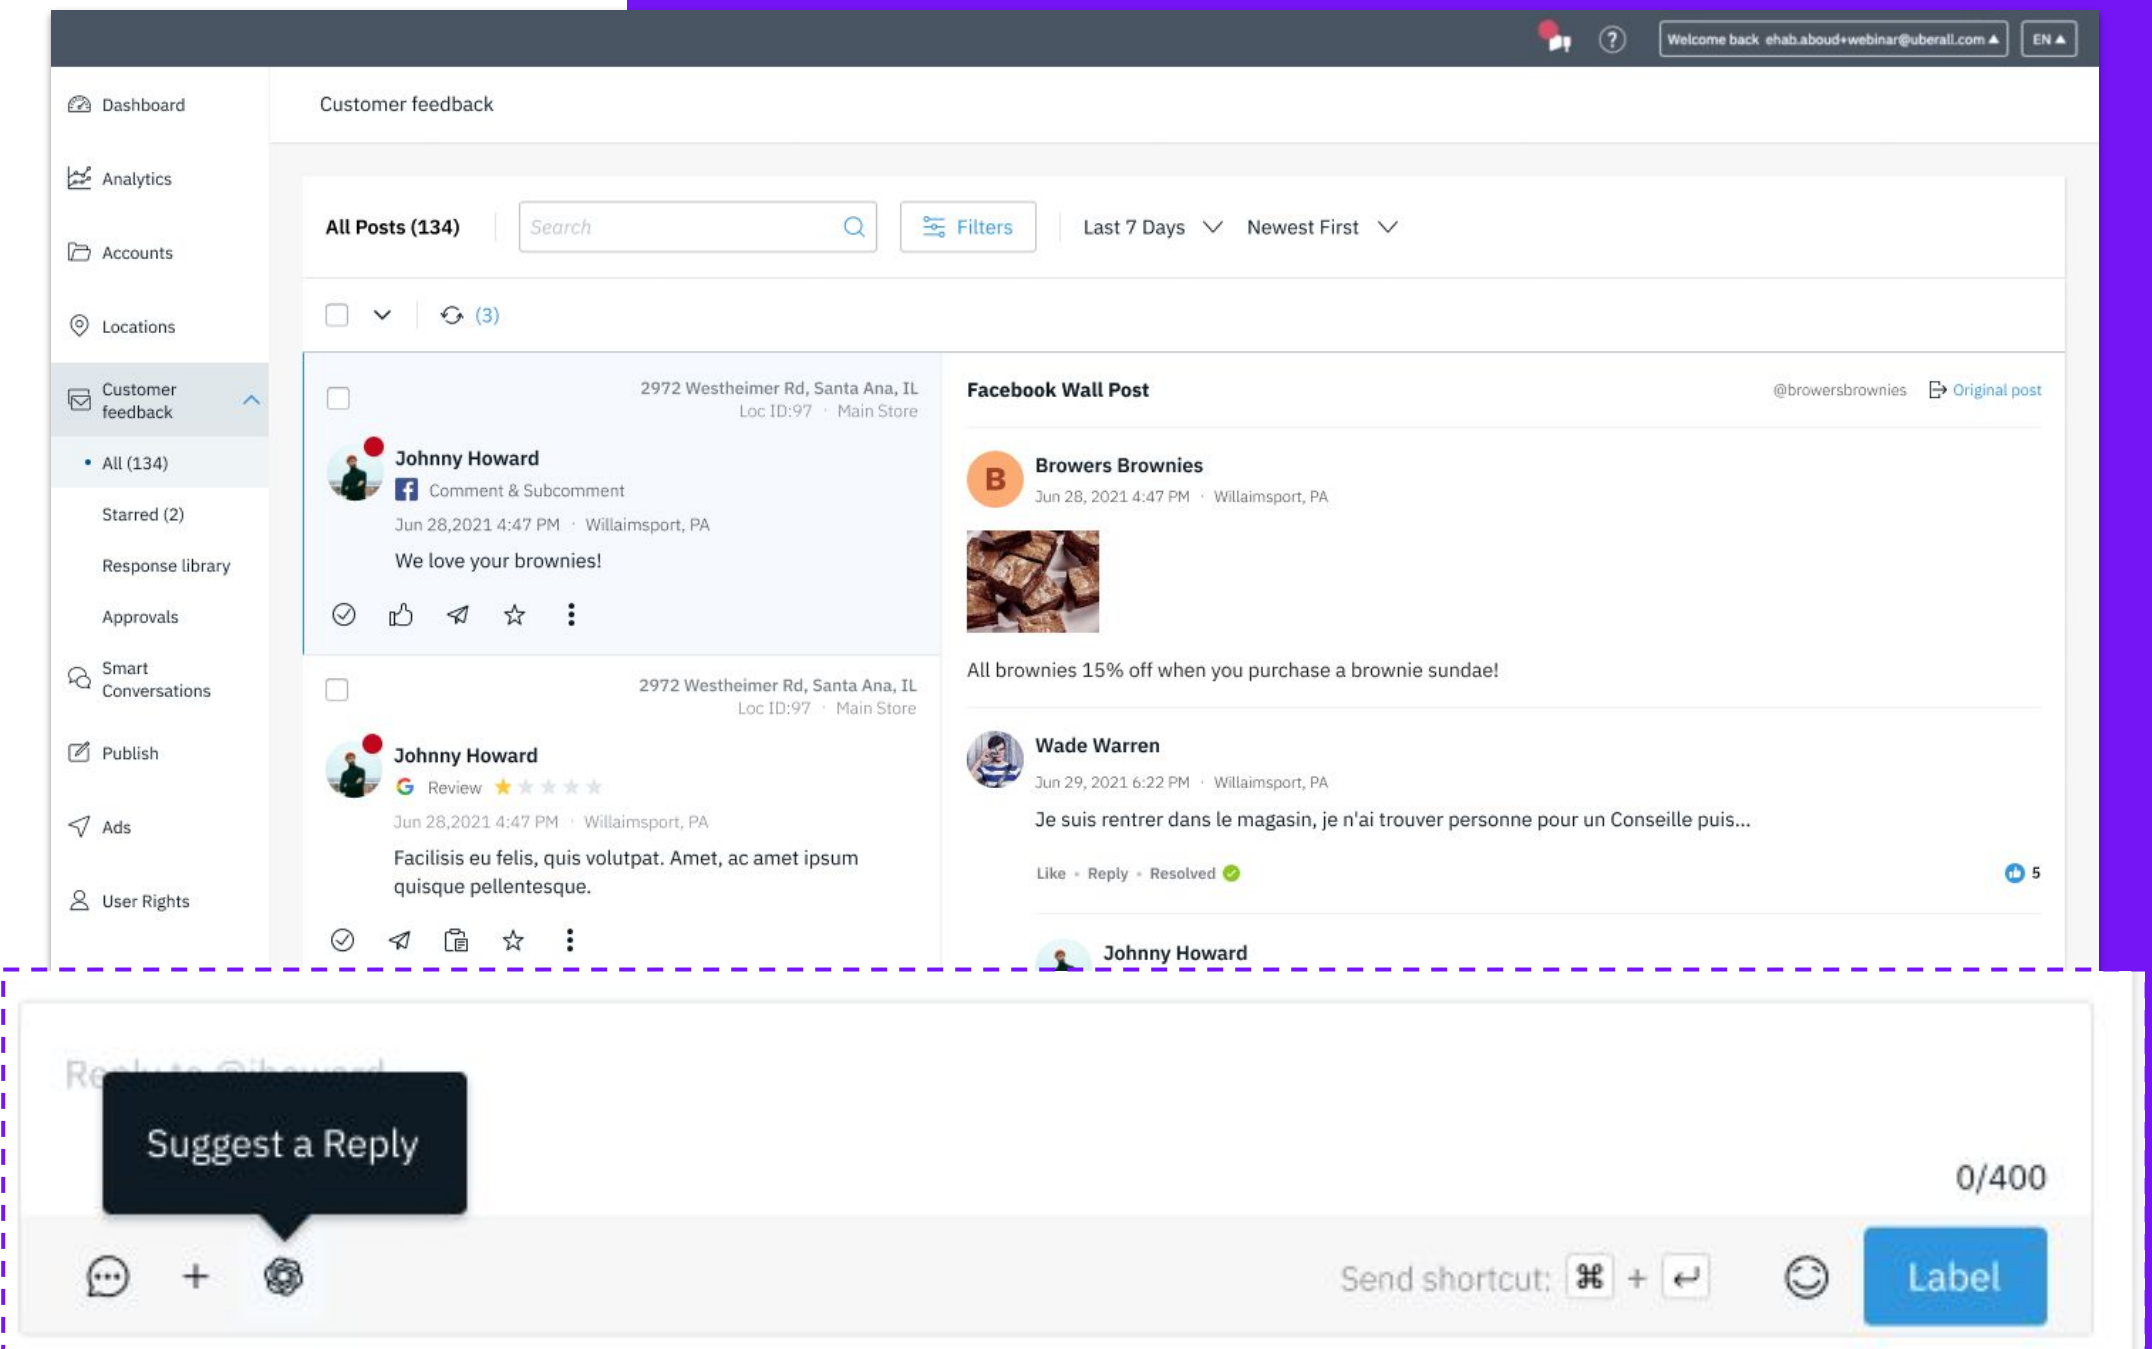 Welcome back ehab.aboud+webinar@uberall.com
EN
Dashboard
Analytics
Accounts
Locations
Customer
feedback
All (134)
Starred (2)
Response library
Approvals
Smart
Conversations
Publish
Ads
User Rights
Customer feedback
All Posts (134)
Search
Filters
Last 7 Days
Newest First
(3)
2972 Westheimer Rd, Santa Ana, IL
Loc ID:97 · Main Store
Johnny Howard
Comment & Subcomment
Jun 28,2021 4:47 PM · Willaimsport, PA
We love your brownies!
2972 Westheimer Rd, Santa Ana, IL
Loc ID:97 · Main Store
Johnny Howard
G Review
Jun 28,2021 4:47 PM · Willaimsport, PA
Facilisis eu felis, quis volutpat. Amet, ac amet ipsum
quisque pellentesque.
Facebook Wall Post
@browersbrownies
Original post
B
Browers Brownies
Jun 28, 2021 4:47 PM · Willaimsport, PA
All brownies 15% off when you purchase a brownie sundae!
Wade Warren
Jun 29, 2021 6:22 PM · Willaimsport, PA
Je suis rentrer dans le magasin, je n'ai trouver personne pour un Conseille puis...
Like • Reply • Resolved
5
Johnny Howard
Reply to @jhoward
Suggest a Reply
0/400
Send shortcut: ⌘ + ↵
Label